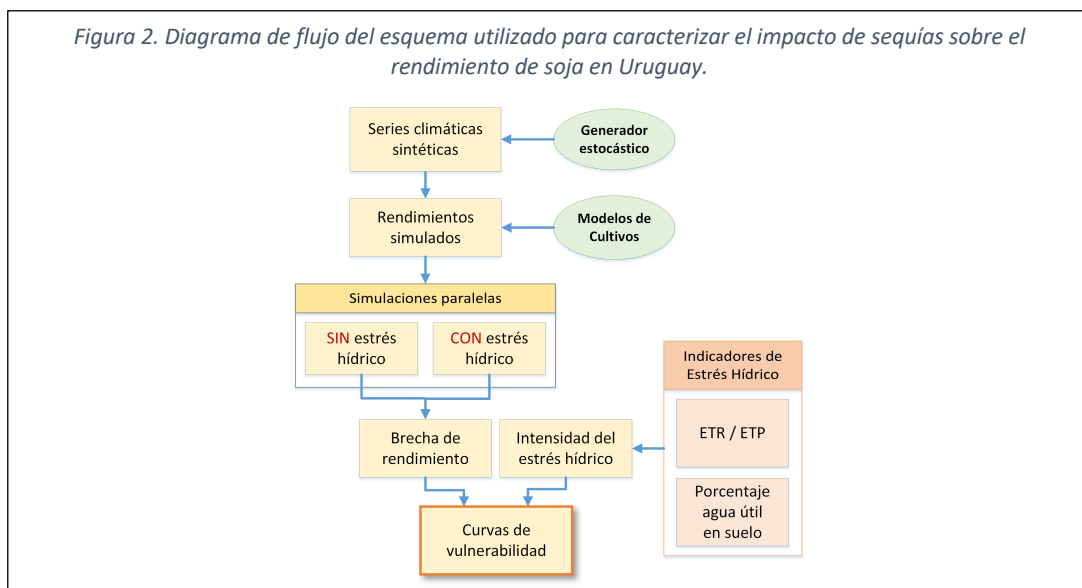 Figura 2. Diagrama de flujo del esquema utilizado para caracterizar el impacto de sequías sobre el
rendimiento de soja en Uruguay.
Series climáticas
sintéticas
Generador
estocástico
Rendimientos
simulados
Modelos de
Cultivos
Simulaciones paralelas
SIN estrés
hídrico
CON estrés
hídrico
Indicadores de
Estrés Hídrico
ETR / ETP
Porcentaje
agua útil
en suelo
Brecha de
rendimiento
Intensidad del
estrés hídrico
Curvas de
vulnerabilidad